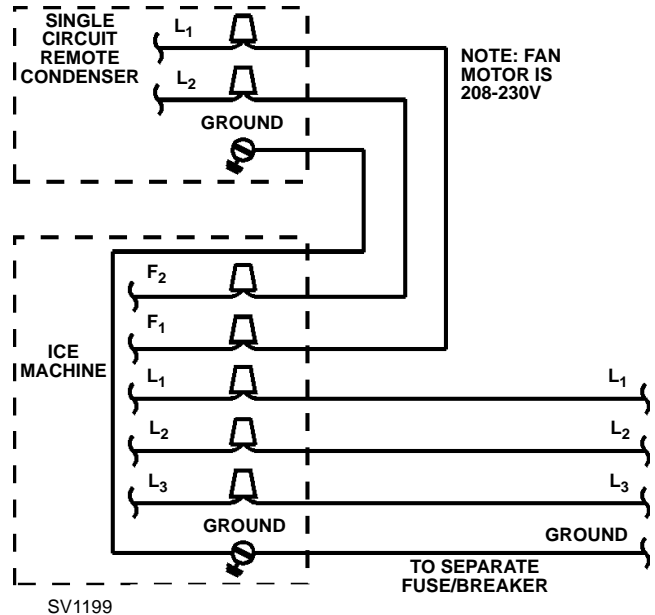 SINGLE
CIRCUIT
REMOTE
CONDENSER
L1
L2
GROUND
NOTE: FAN
MOTOR IS
208-230V
F2
F1
ICE
MACHINE
L1
L1
L2
L2
L3
L3
GROUND
GROUND
TO SEPARATE
FUSE/BREAKER
SV1199